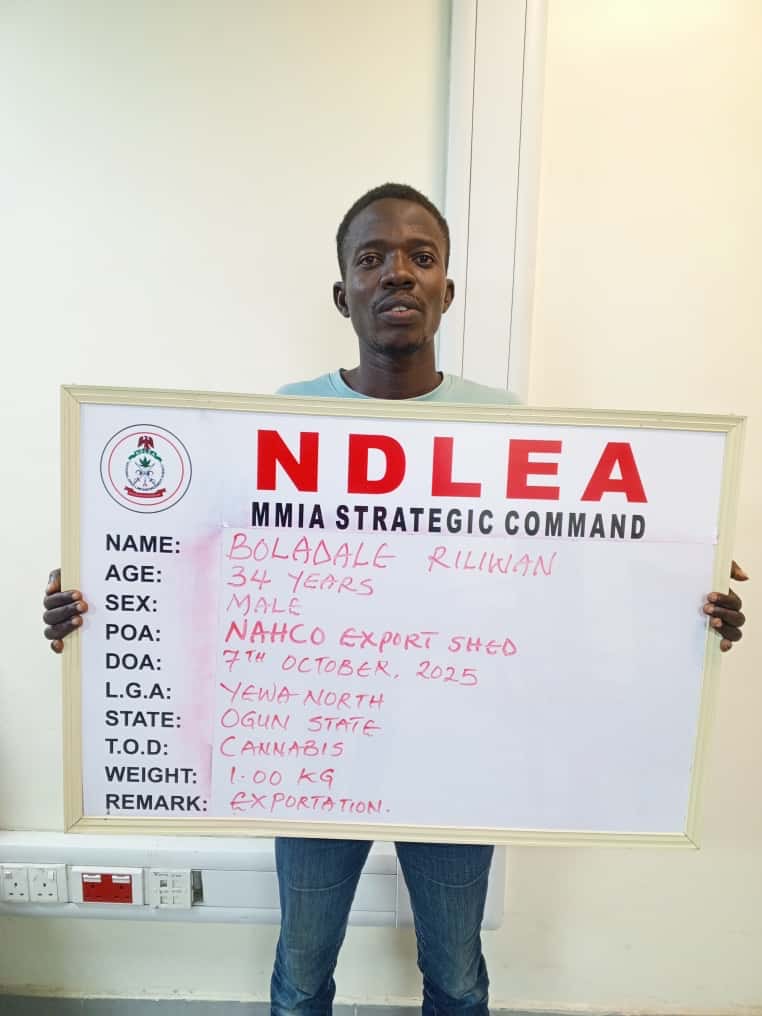 NDLEA
MMIA STRATEGIC COMMAND
NAME: BOLADALE RILIWAN
AGE: 34 YEARS
SEX: MALE
POA: NAHCO EXPORT SHED
DOA: 7TH OCTOBER, 2025
L.G.A: YEWA NORTH
STATE: OGUN STATE
T.O.D: CANNABIS
WEIGHT: 1.00 KG
REMARK: EXPORTATION.